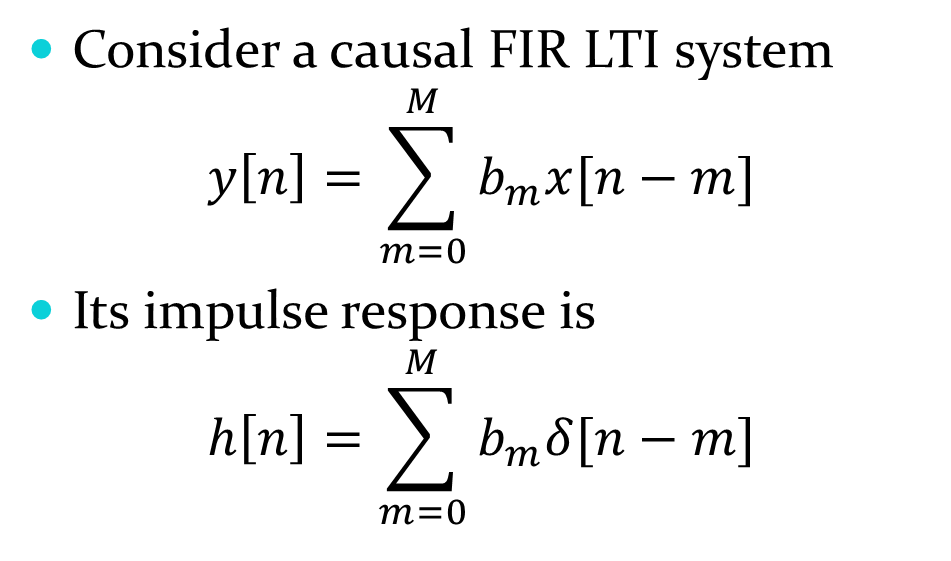 • Consider a causal FIR LTI system
M
y[n] = ∑ b_m x[n − m]
m=0
• Its impulse response is
M
h[n] = ∑ b_m δ[n − m]
m=0